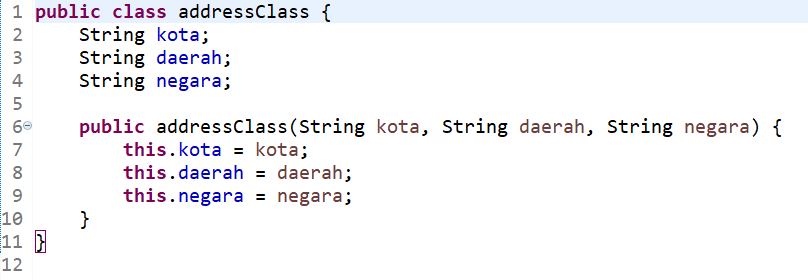 1 public class addressClass {
2     String kota;
3     String daerah;
4     String negara;
5
6     public addressClass(String kota, String daerah, String negara) {
7         this.kota = kota;
8         this.daerah = daerah;
9         this.negara = negara;
10     }
11 }
12